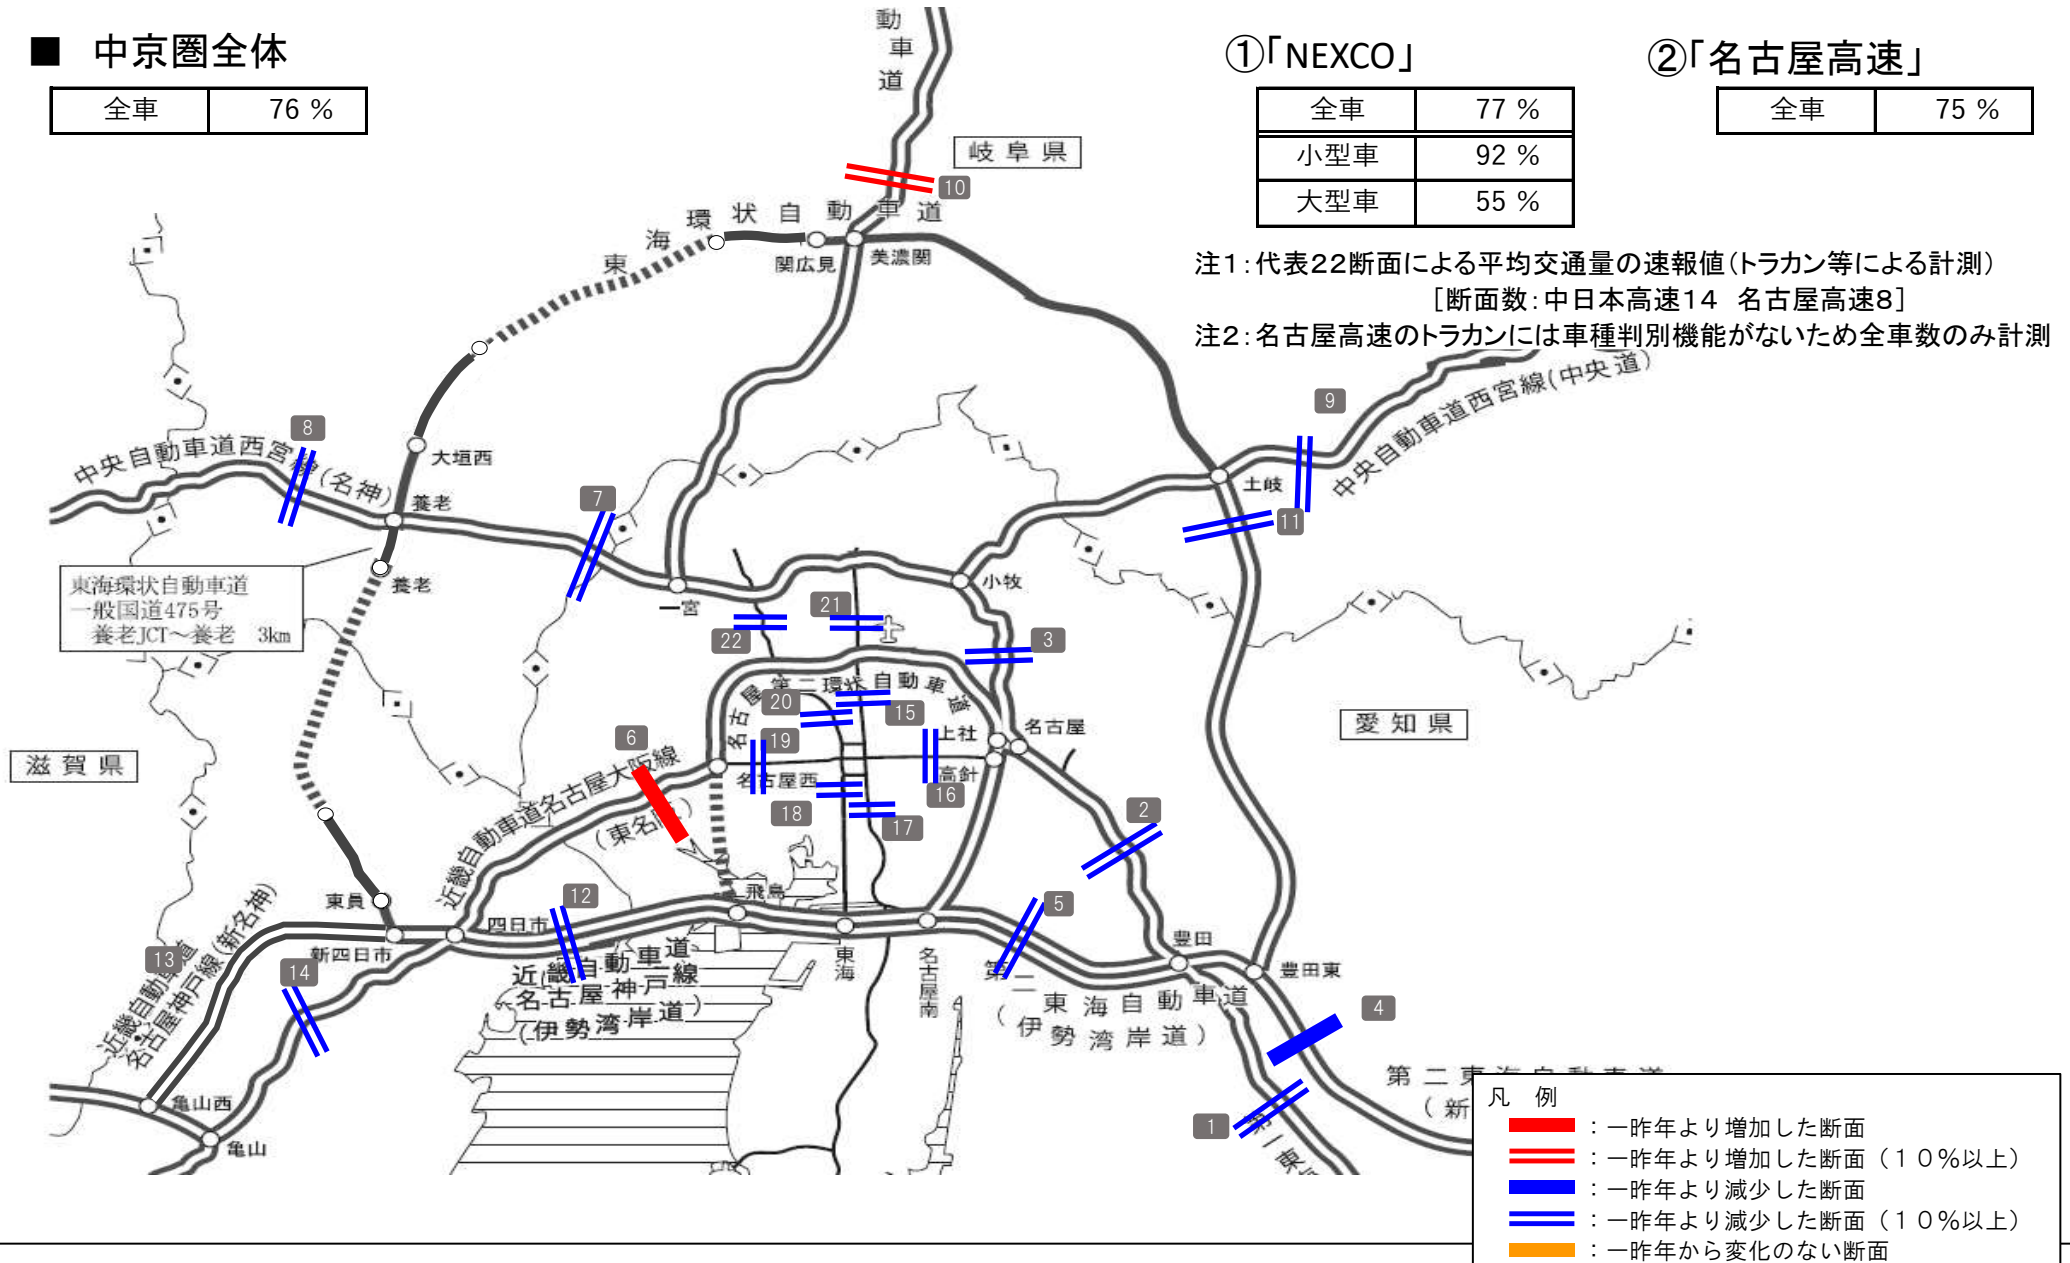 ■ 中京圏全体
全車 76 %
①「NEXCO」
全車 77 %
小型車 92 %
大型車 55 %
②「名古屋高速」
全車 75 %
注1：代表22断面による平均交通量の速報値（トラカン等による計測）
［断面数：中日本高速14 名古屋高速8］
注2：名古屋高速のトラカンには車種判別機能がないため全車数のみ計測
動車道
岐阜県
10
東海環状自動車道
関広見
美濃関
9
中央自動車道西宮線（中央道）
8
中央自動車道西宮線（名神）
大垣西
養老
7
土岐
11
東海環状自動車道
一般国道475号
養老JCT～養老 3km
養老
一宮
小牧
22
21
3
名古屋第二環状自動車道
20
15
19
6
上社
名古屋
愛知県
滋賀県
近畿自動車道名古屋大阪線
（東名阪）
名古屋西
高針
16
18
17
2
東員
12
飛島
5
四日市
新四日市
13
14
近畿自動車道
名古屋神戸線（新名神）
近畿自動車道
名古屋神戸線
（伊勢湾岸道）
東海
名古屋南
豊田
豊田東
第二東海自動車道
（伊勢湾岸道）
4
亀山西
亀山
1
第一東
第二東海自動車道
（新
凡 例
：一昨年より増加した断面
：一昨年より増加した断面（10％以上）
：一昨年より減少した断面
：一昨年より減少した断面（10％以上）
：一昨年から変化のない断面